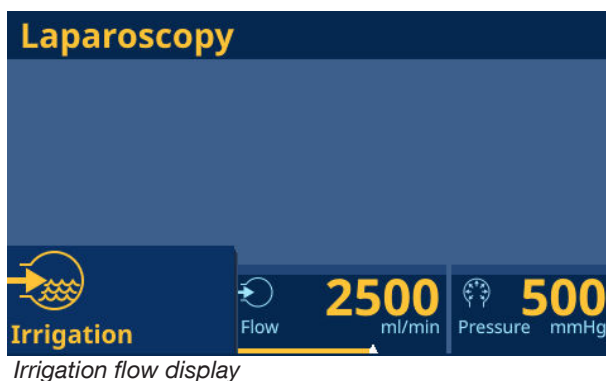 Laparoscopy
2500
500
Flow
ml/min
Pressure
mmHg
Irrigation
Irrigation flow display